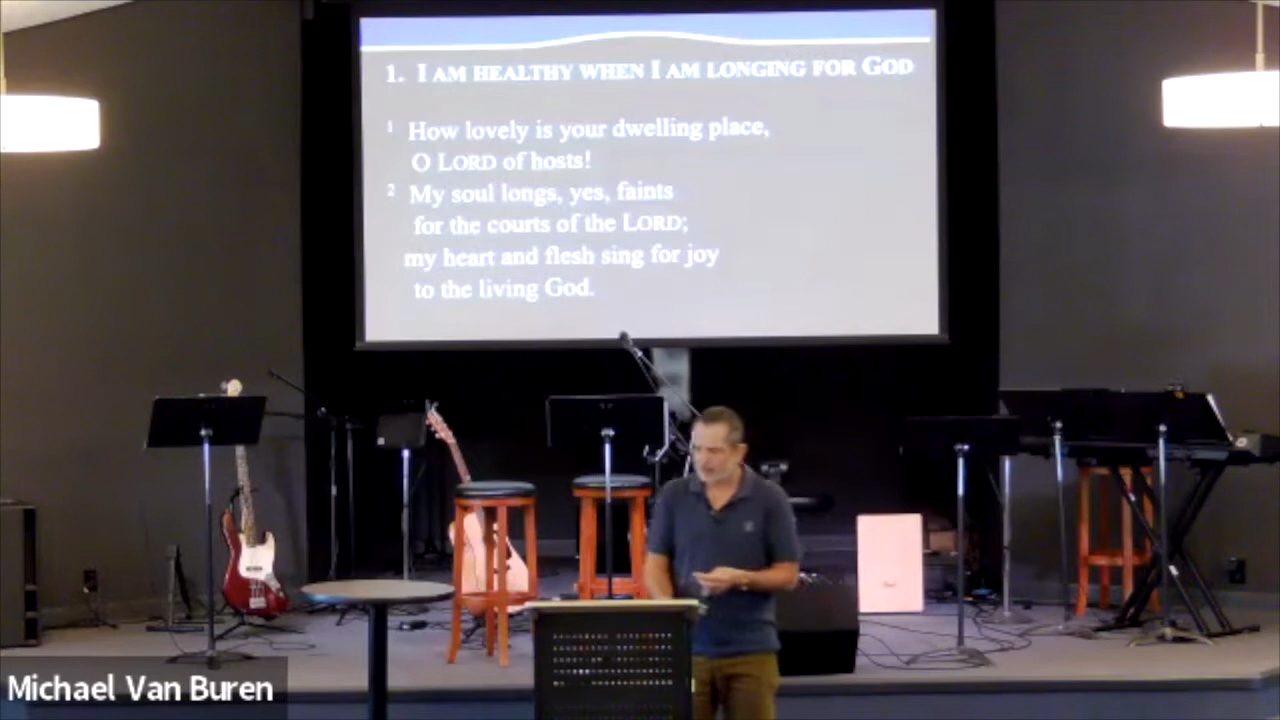 1. I AM HEALTHY WHEN I AM LONGING FOR GOD
1 How lovely is your dwelling place,
O LORD of hosts!
2 My soul longs, yes, faints
for the courts of the LORD;
my heart and flesh sing for joy
to the living God.
Michael Van Buren